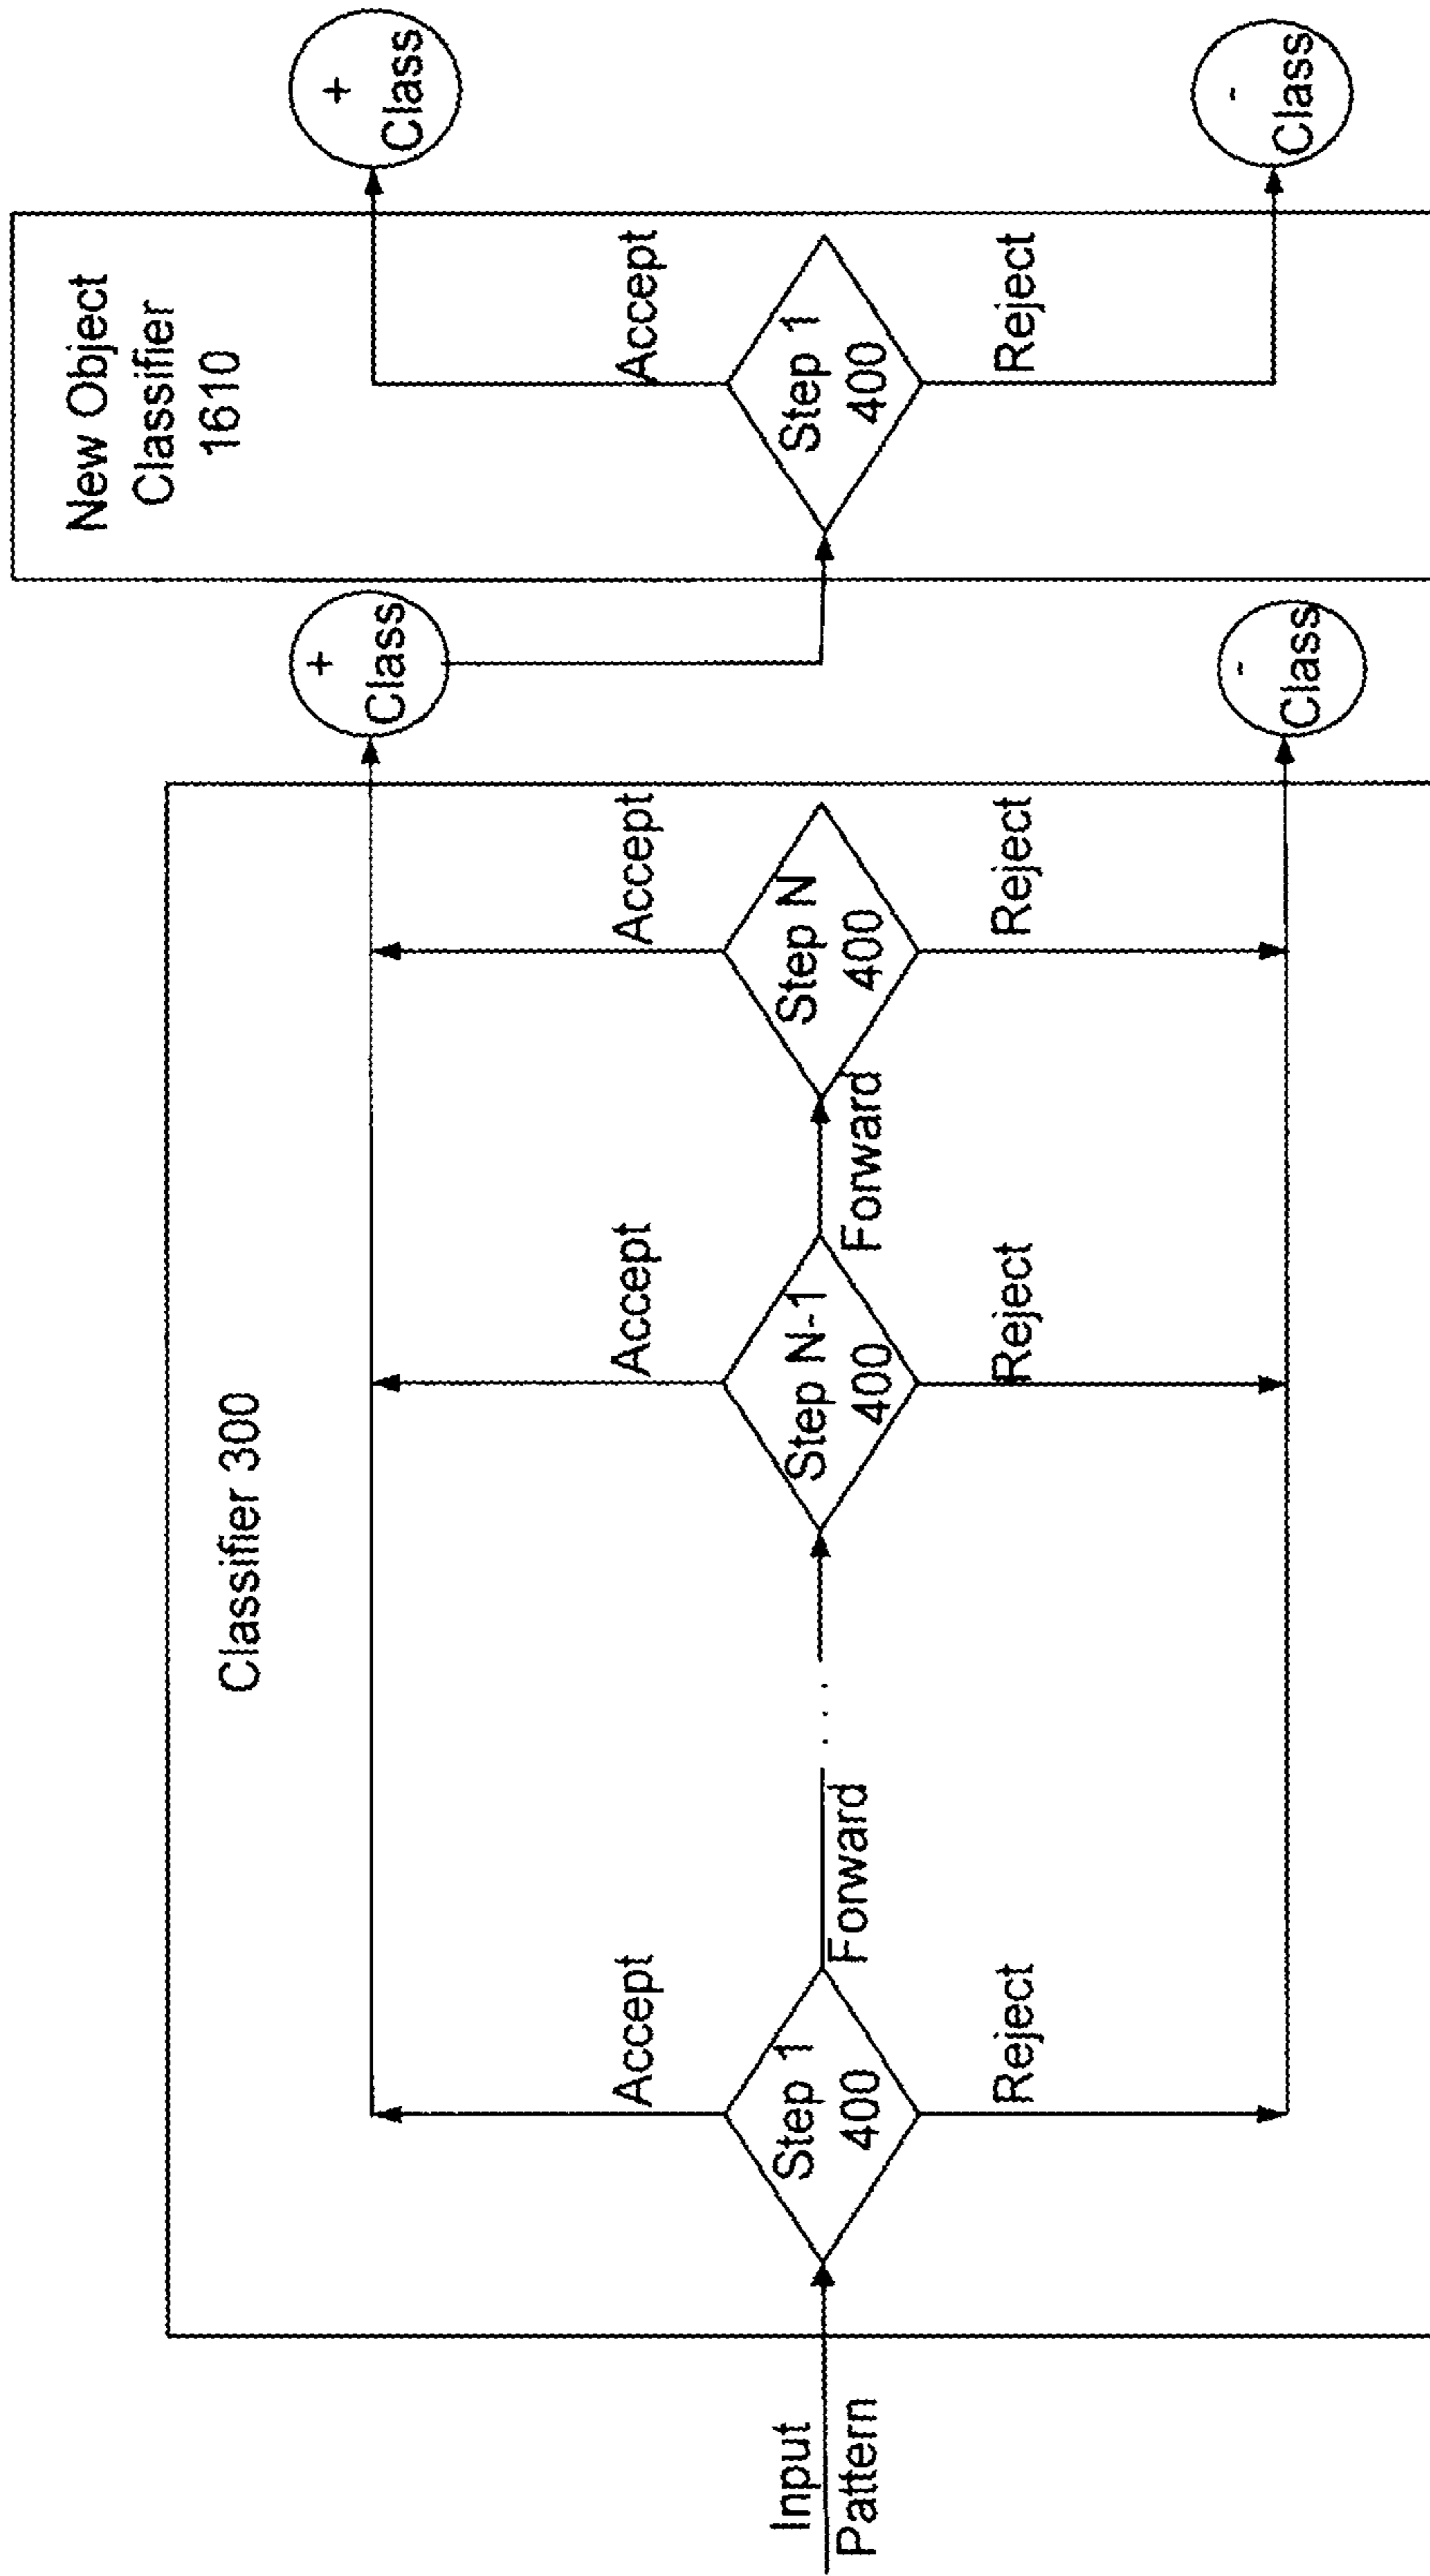 Classifier 300
Input
Pattern
Step 1
400
Accept
Reject
Forward
. . .
Step N-1
400
Accept
Reject
Forward
Step N
400
Accept
Reject
+
Class
-
Class
New Object
Classifier
1610
Step 1
400
Accept
Reject
+
Class
-
Class